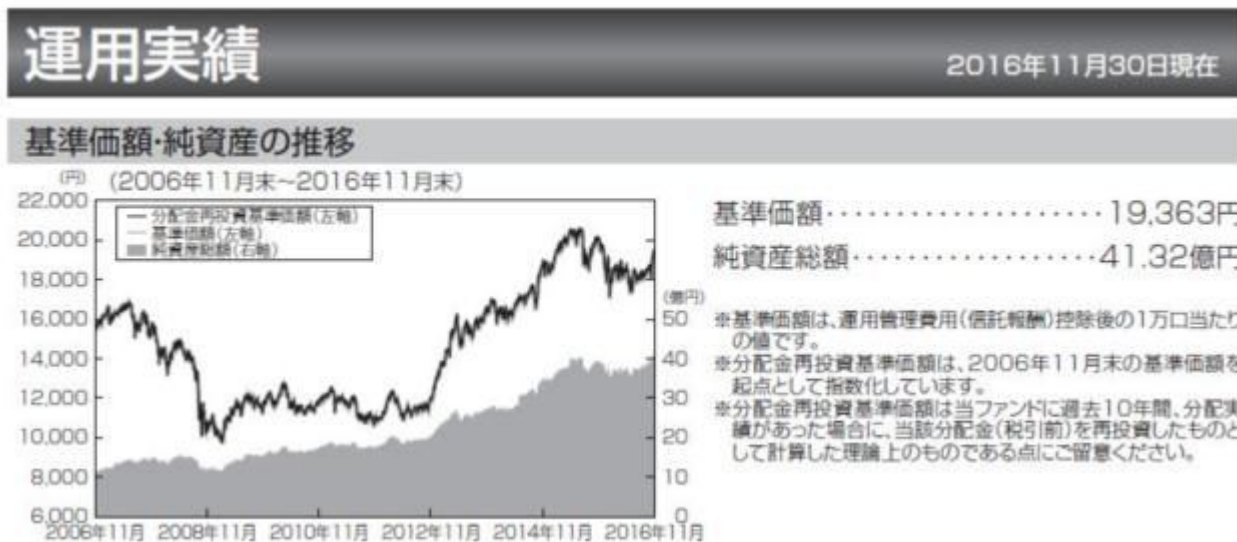 運用実績
2016年11月30日現在
基準価額・純資産の推移
(円) (2006年11月末〜2016年11月末)
22,000
20,000
18,000
16,000
14,000
12,000
10,000
8,000
6,000
分配金再投資基準価額(左軸)
基準価額(左軸)
純資産総額(右軸)
(億円)
50
40
30
20
10
0
2006年11月 2008年11月 2010年11月 2012年11月 2014年11月 2016年11月
基準価額・・・・・・・・・・・・・・・・・・・・19,363円
純資産総額・・・・・・・・・・・・・・・・・・41.32億円
※基準価額は、運用管理費用(信託報酬)控除後の1万口当たり
の値です。
※分配金再投資基準価額は、2006年11月末の基準価額を
起点として指数化しています。
※分配金再投資基準価額は当ファンドに過去10年間、分配実
績があった場合に、当該分配金(税引前)を再投資したものと
して計算した理論上のものである点にご留意ください。